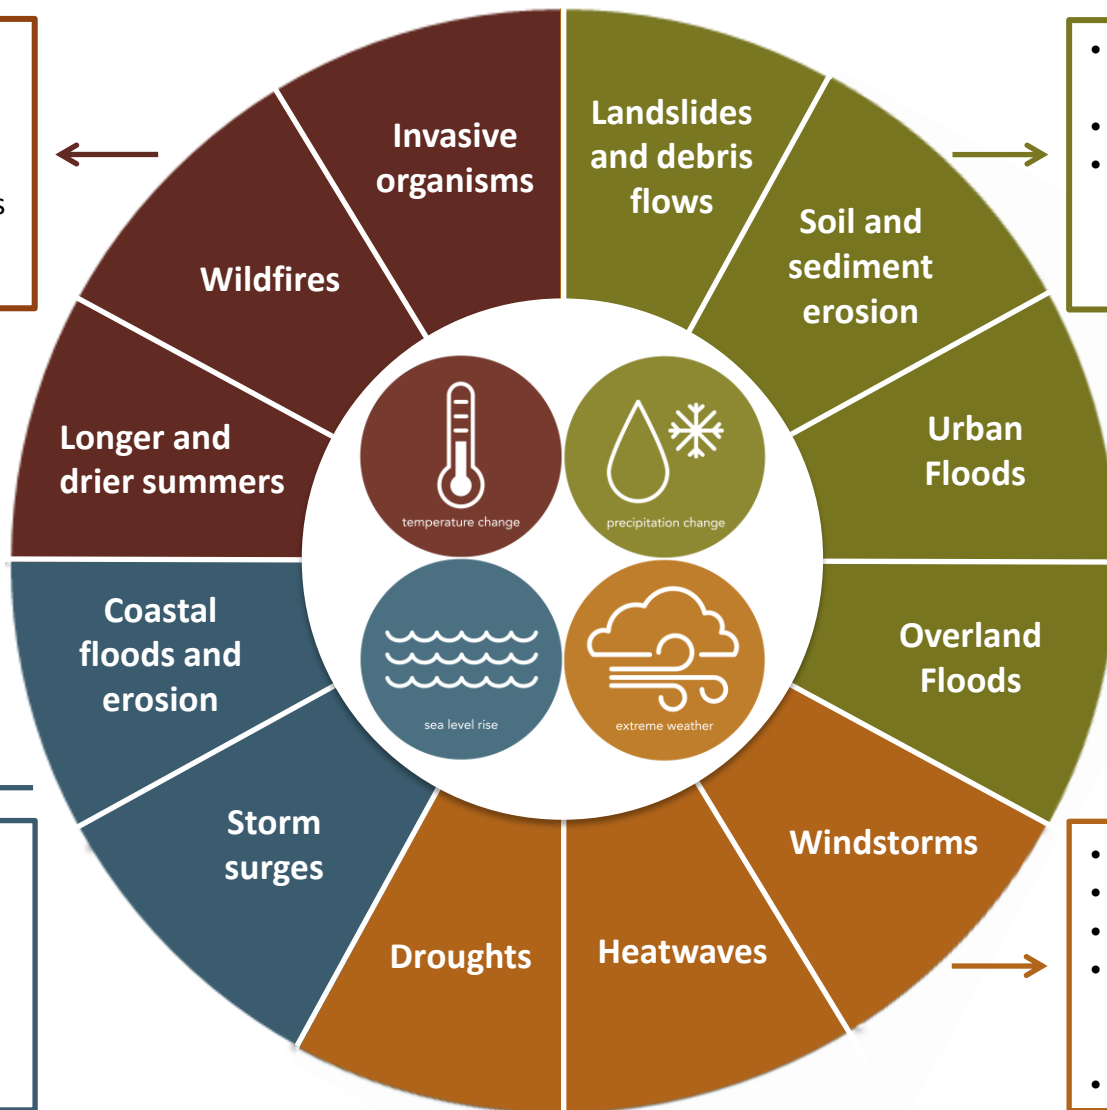 Invasive
organisms
Landslides
and debris
flows
Soil and
sediment
erosion
Wildfires
Longer and
drier summers
Urban
Floods
temperature change
precipitation change
Coastal
floods and
erosion
Overland
Floods
sea level rise
extreme weather
Storm
surges
Windstorms
Droughts
Heatwaves